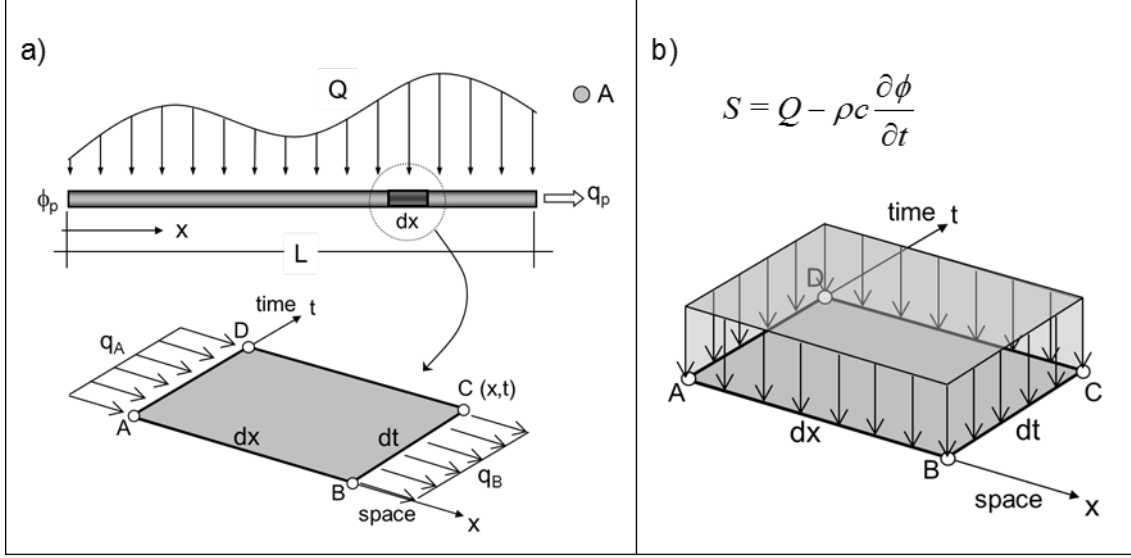 a)
Q
A
ϕp
qp
dx
x
L
time t
D
qA
C (x,t)
A
dx
dt
B
qB
space
x
b)
S = Q − ρc ∂ϕ/∂t
time t
D
A
C
dx
dt
B
space
x